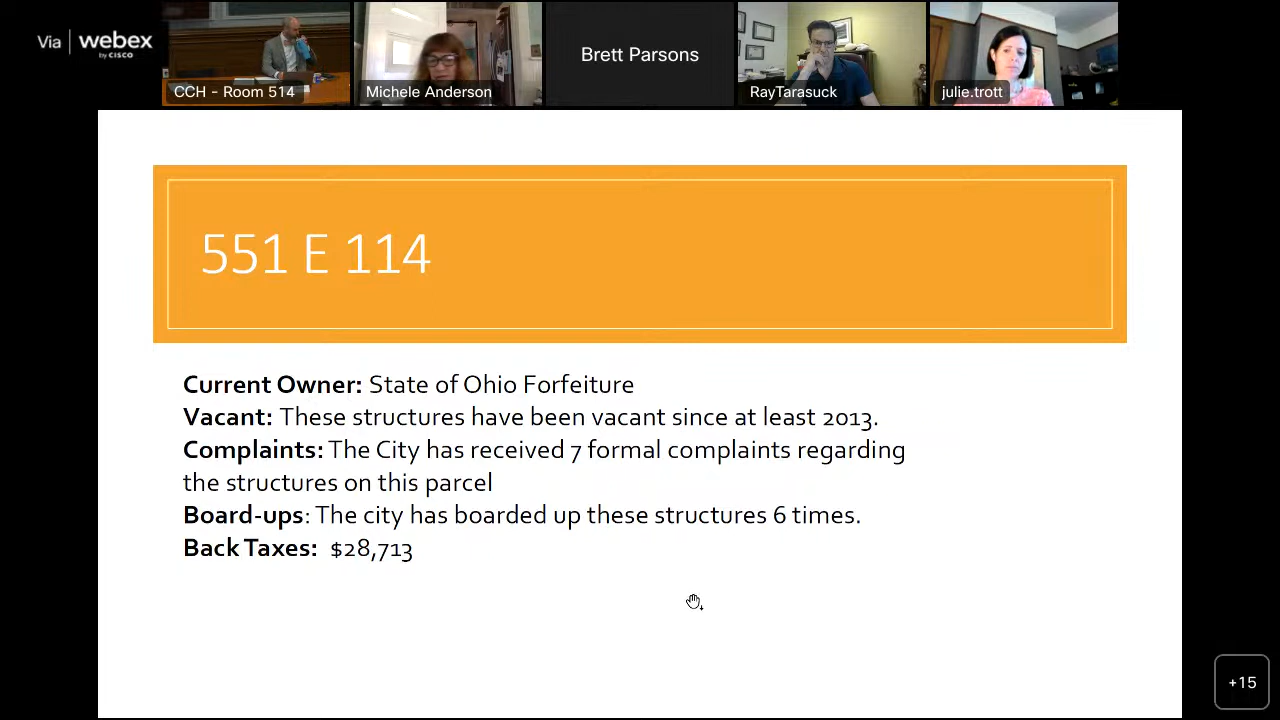 Via | webex
by CISCO
CCH - Room 514
Michele Anderson
Brett Parsons
RayTarasuck
julie.trott
551 E 114
Current Owner: State of Ohio Forfeiture
Vacant: These structures have been vacant since at least 2013.
Complaints: The City has received 7 formal complaints regarding
the structures on this parcel
Board-ups: The city has boarded up these structures 6 times.
Back Taxes: $28,713
+15